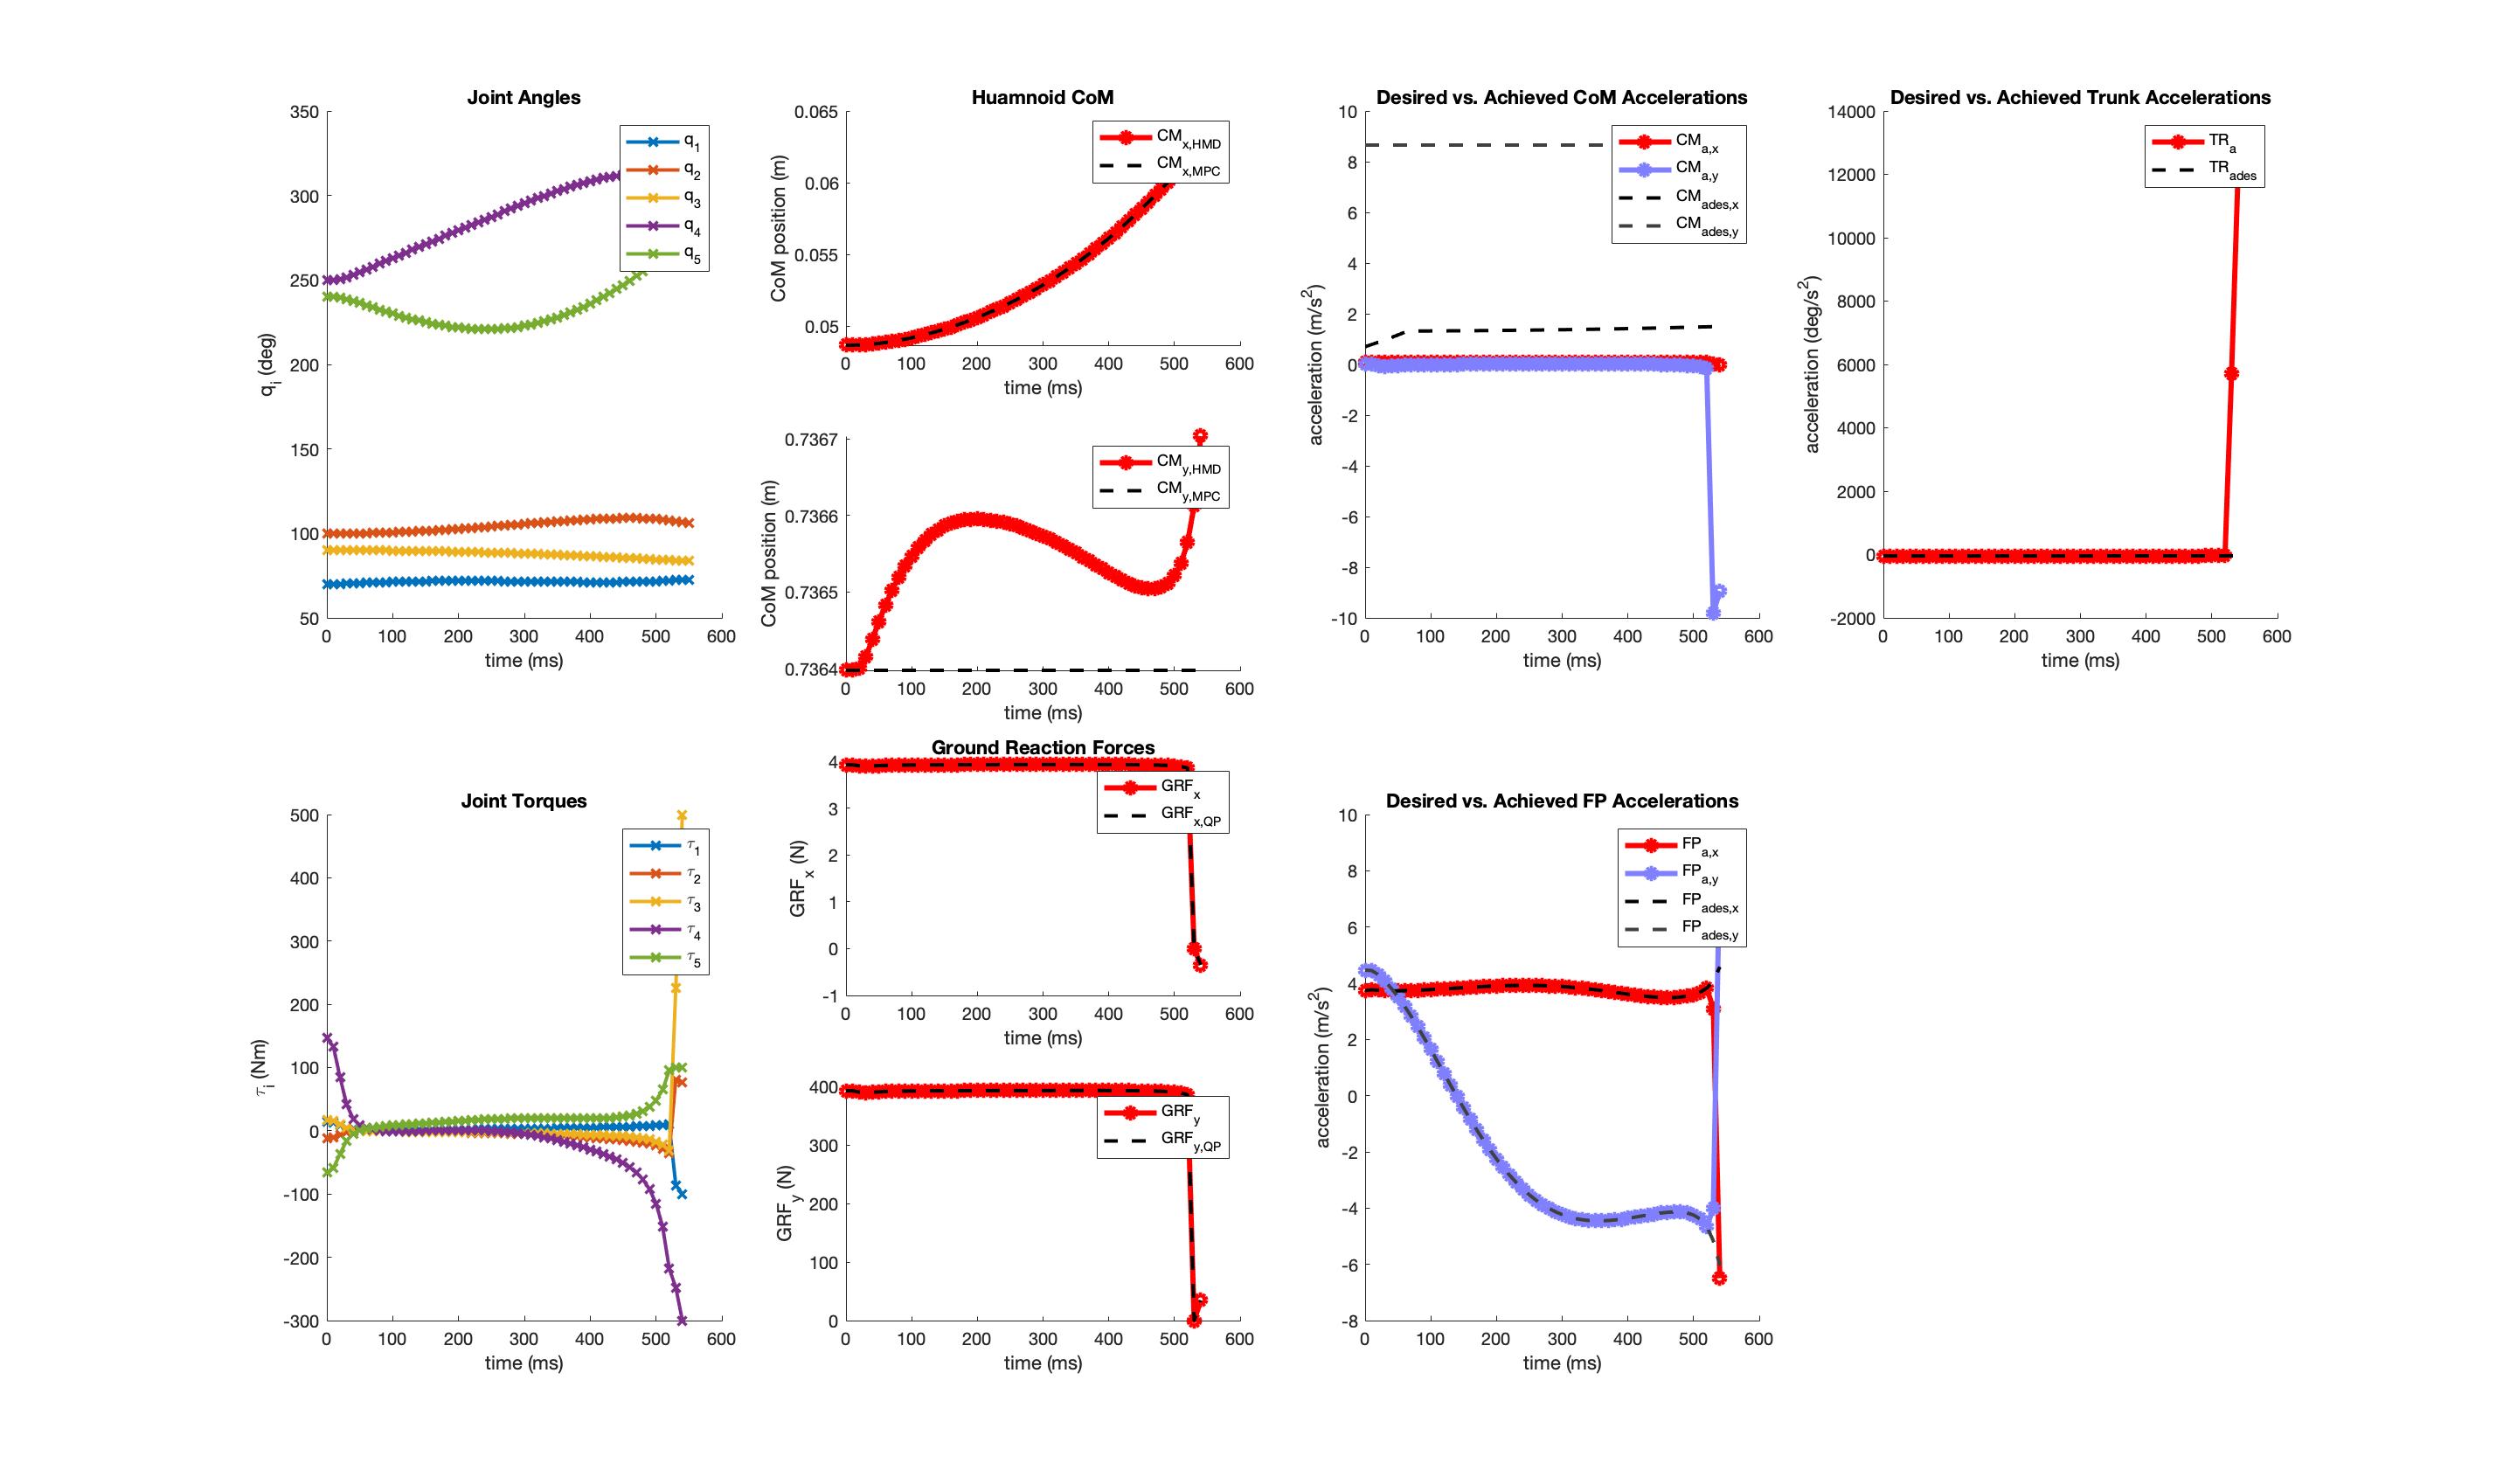 Joint Angles
350
300
250
200
150
100
50
0 100 200 300 400 500 600
q_i (deg)
time (ms)
q_1
q_2
q_3
q_4
q_5
Huamnoid CoM
0.065
0.06
0.055
0.05
0 100 200 300 400 500 600
CoM position (m)
time (ms)
CM_x,HMD
CM_x,MPC
0.7367
0.7366
0.7365
0.7364
0 100 200 300 400 500 600
CoM position (m)
time (ms)
CM_y,HMD
CM_y,MPC
Desired vs. Achieved CoM Accelerations
10
8
6
4
2
0
-2
-4
-6
-8
-10
0 100 200 300 400 500 600
acceleration (m/s^2)
time (ms)
CM_a,x
CM_a,y
CM_ades,x
CM_ades,y
Desired vs. Achieved Trunk Accelerations
14000
12000
10000
8000
6000
4000
2000
0
-2000
0 100 200 300 400 500 600
acceleration (deg/s^2)
time (ms)
TR_a
TR_ades
Joint Torques
500
400
300
200
100
0
-100
-200
-300
0 100 200 300 400 500 600
τ_i (Nm)
time (ms)
τ_1
τ_2
τ_3
τ_4
τ_5
Ground Reaction Forces
4
3
2
1
0
-1
0 100 200 300 400 500 600
GRF_x (N)
time (ms)
GRF_x
GRF_x,QP
400
300
200
100
0
0 100 200 300 400 500 600
GRF_y (N)
time (ms)
GRF_y
GRF_y,QP
Desired vs. Achieved FP Accelerations
10
8
6
4
2
0
-2
-4
-6
-8
0 100 200 300 400 500 600
acceleration (m/s^2)
time (ms)
FP_a,x
FP_a,y
FP_ades,x
FP_ades,y